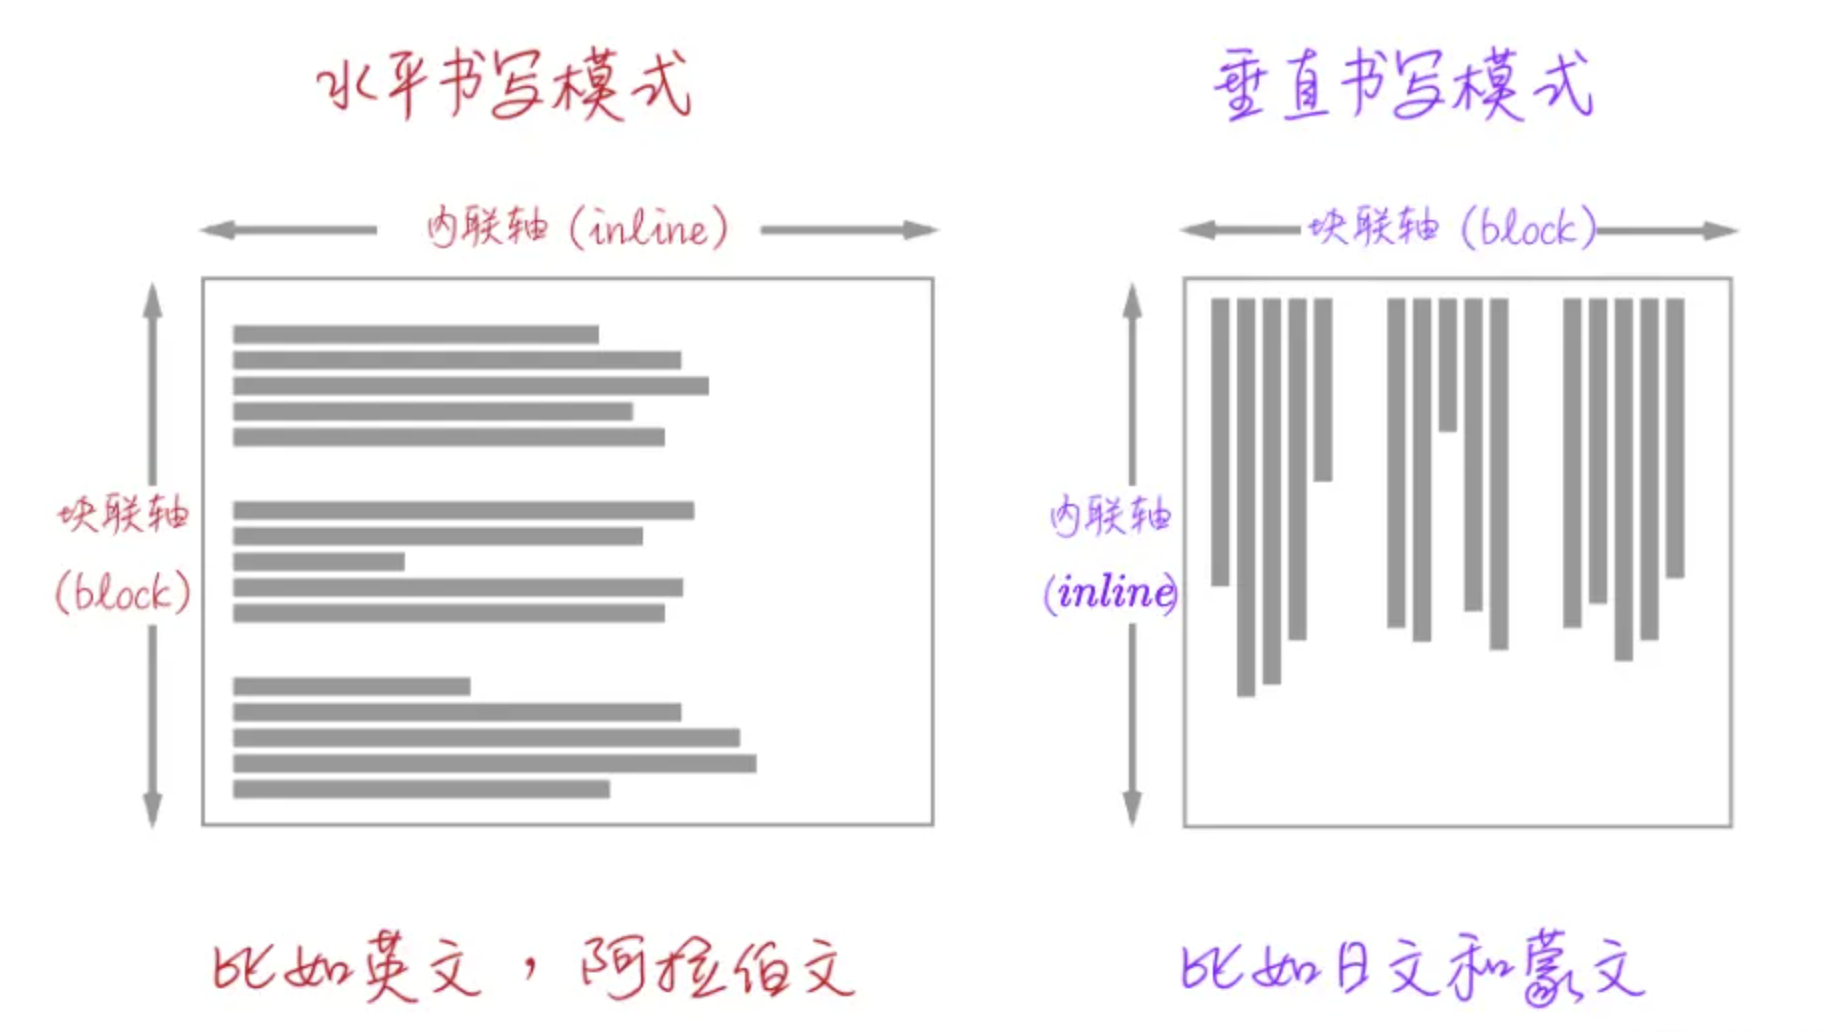 水平书写模式
垂直书写模式
内联轴 (inline)
块联轴 (block)
块联轴
(block)
内联轴
(inline)
比如英文，阿拉伯文
比如日文和蒙文